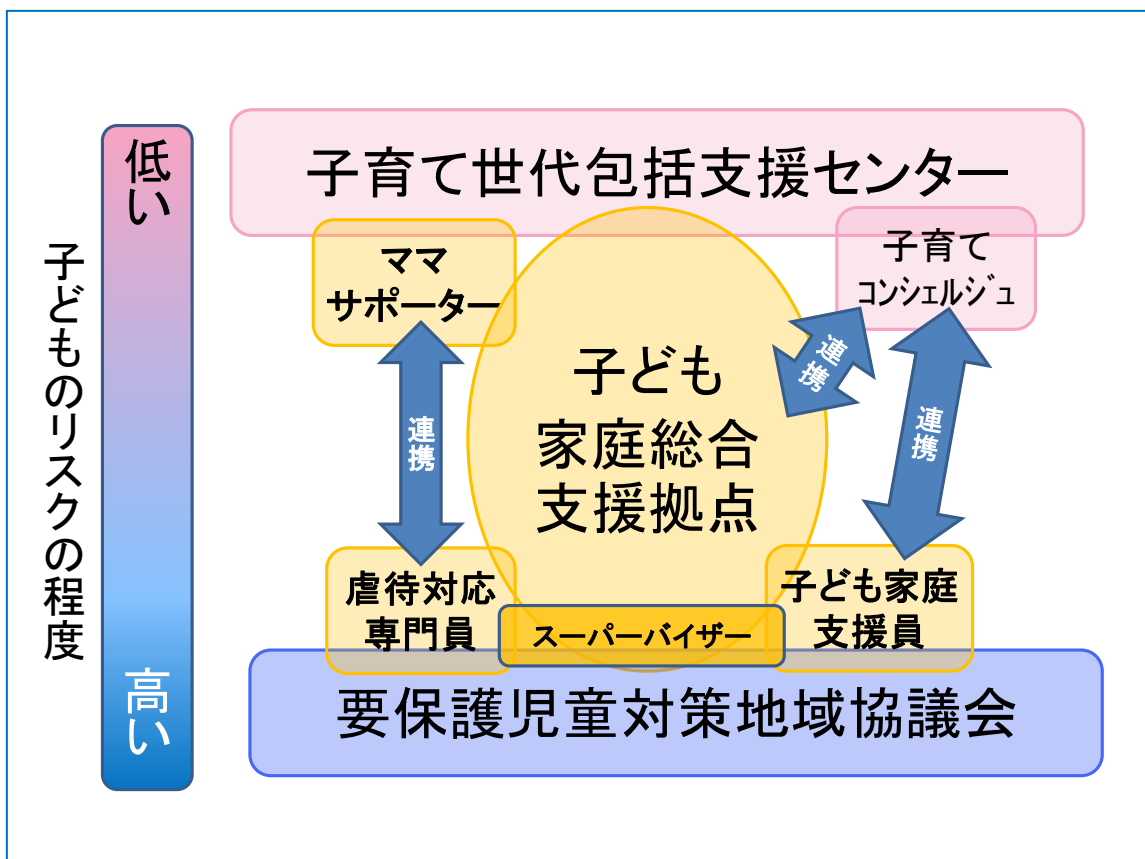 子どものリスクの程度
低い
高い
子育て世代包括支援センター
ママ
サポーター
子育て
ｺﾝｼｪﾙｼﾞｭ
連携
連携
連携
子ども
家庭総合
支援拠点
虐待対応
専門員
スーパーバイザー
子ども家庭
支援員
要保護児童対策地域協議会